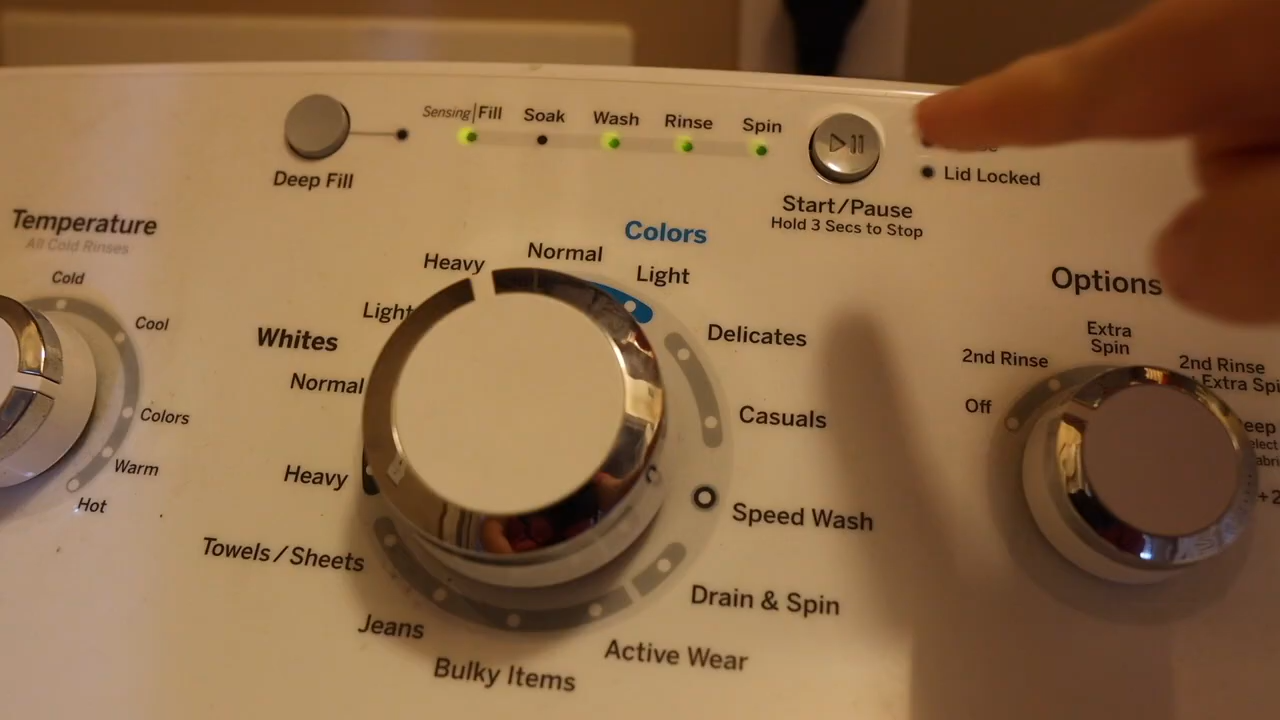 Sensing | Fill
Soak
Wash
Rinse
Spin
Deep Fill
Lid Locked
Start/Pause
Hold 3 Secs to Stop
Temperature
All Cold Rinses
Cold
Cool
Colors
Warm
Hot
Colors
Heavy
Normal
Light
Whites
Light
Normal
Heavy
Towels / Sheets
Jeans
Bulky Items
Active Wear
Drain & Spin
Speed Wash
Casuals
Delicates
Options
Off
2nd Rinse
Extra
Spin
2nd Rinse
Extra